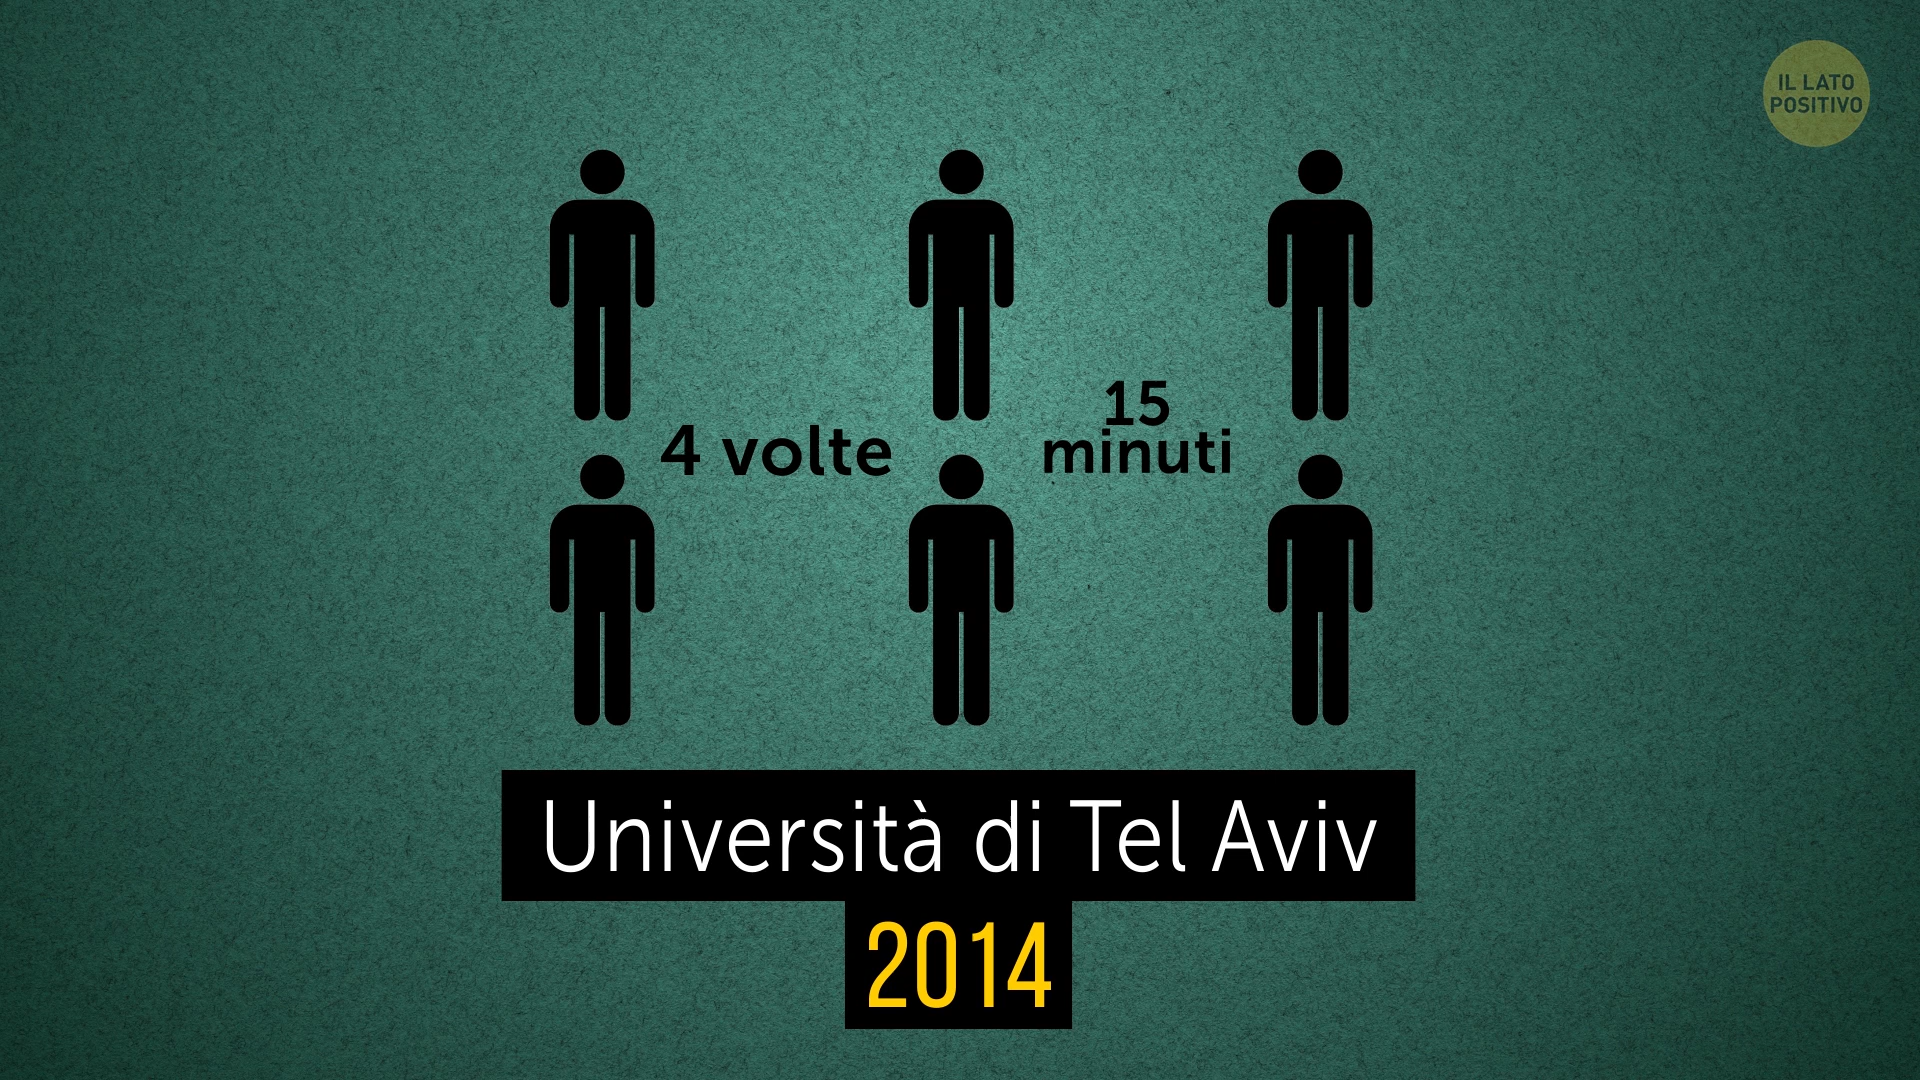 IL LATO
POSITIVO
15
4 volte
minuti
Università di Tel Aviv
2014